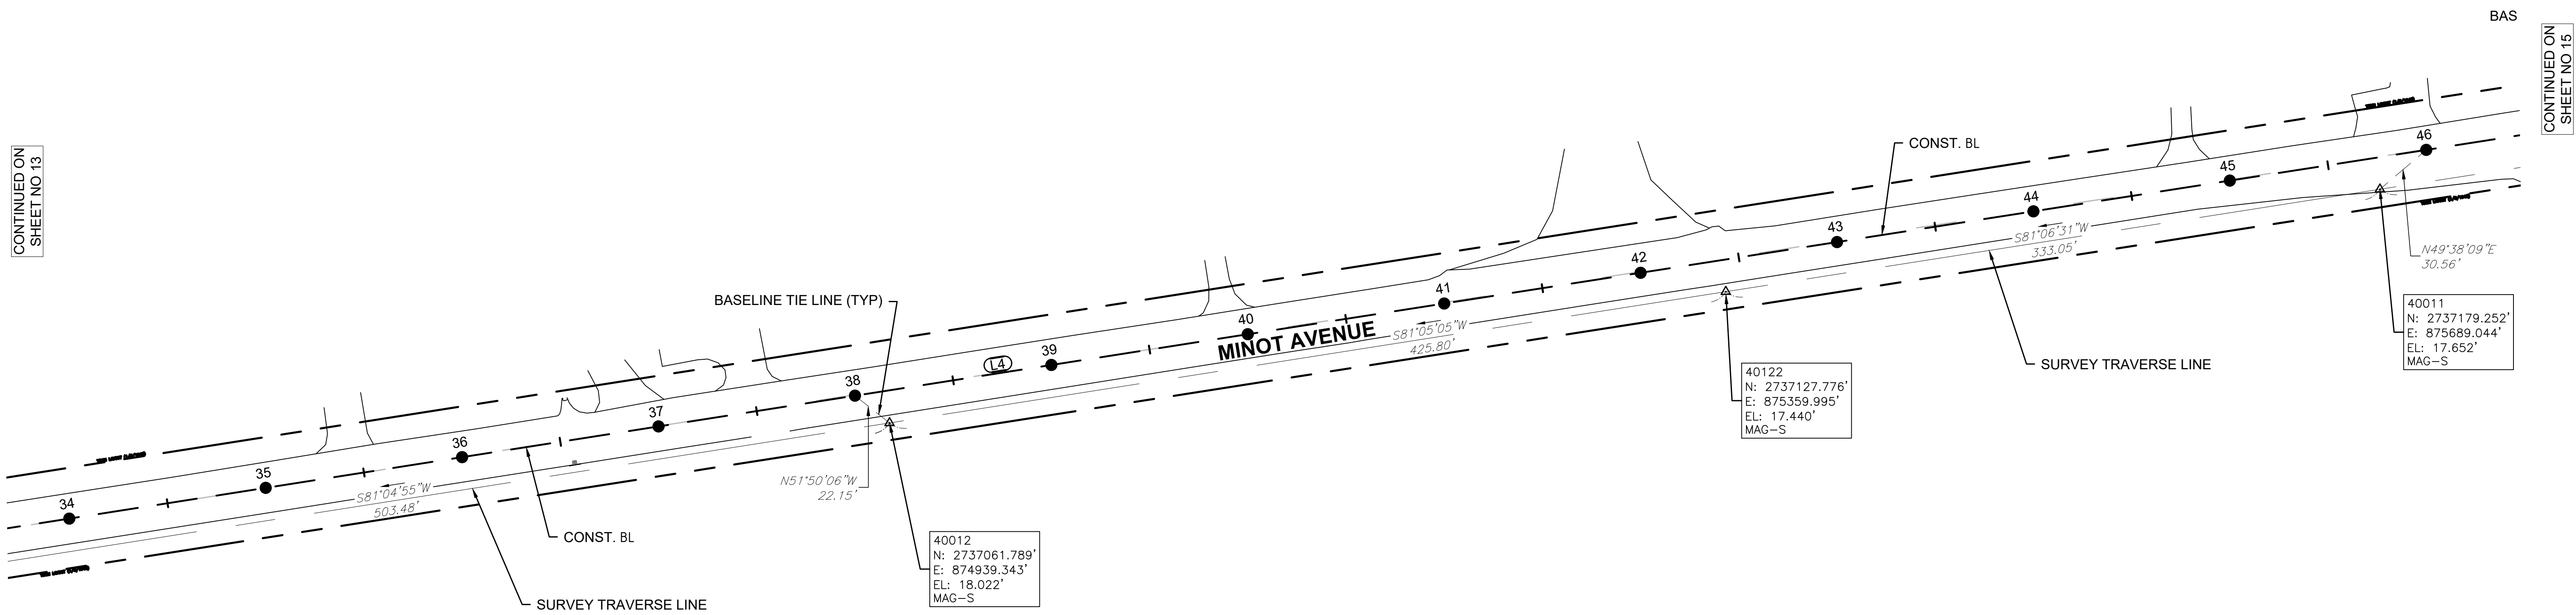 BAS
CONTINUED ON
SHEET NO 13
CONTINUED ON
SHEET NO 15
34
35
36
37
38
39
40
41
42
43
44
45
46
L4
MINOT AVENUE
BASELINE TIE LINE (TYP)
CONST. BL
CONST. BL
SURVEY TRAVERSE LINE
SURVEY TRAVERSE LINE
S81°04'55"W
503.48'
N51°50'06"W
22.15'
S81°05'05"W
425.80'
S81°06'31"W
333.05'
N49°38'09"E
30.56'
40012
N: 2737061.789'
E: 874939.343'
EL: 18.022'
MAG-S
40122
N: 2737127.776'
E: 875359.995'
EL: 17.440'
MAG-S
40011
N: 2737179.252'
E: 875689.044'
EL: 17.652'
MAG-S